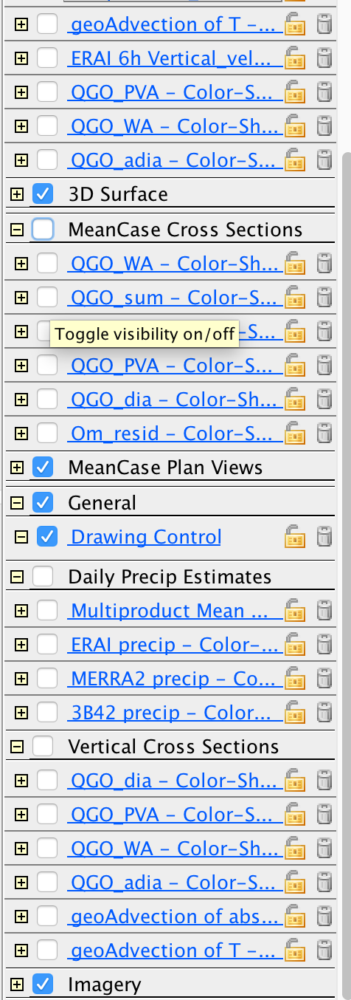 geoAdvection of T –...
ERAI 6h Vertical_vel...
QGO_PVA – Color-S...
QGO_WA – Color-Sh...
QGO_adia – Color-S...
3D Surface
MeanCase Cross Sections
QGO_WA – Color-Sh...
QGO_sum – Color-S...
Toggle visibility on/off
-S...
QGO_PVA – Color-S...
QGO_dia – Color-Sh...
Om_resid – Color-S...
MeanCase Plan Views
General
Drawing Control
Daily Precip Estimates
Multiproduct Mean ...
ERAI precip – Color-...
MERRA2 precip – Co...
3B42 precip – Color...
Vertical Cross Sections
QGO_dia – Color-Sh...
QGO_PVA – Color-S...
QGO_WA – Color-Sh...
QGO_adia – Color-S...
geoAdvection of abs...
geoAdvection of T –...
Imagery